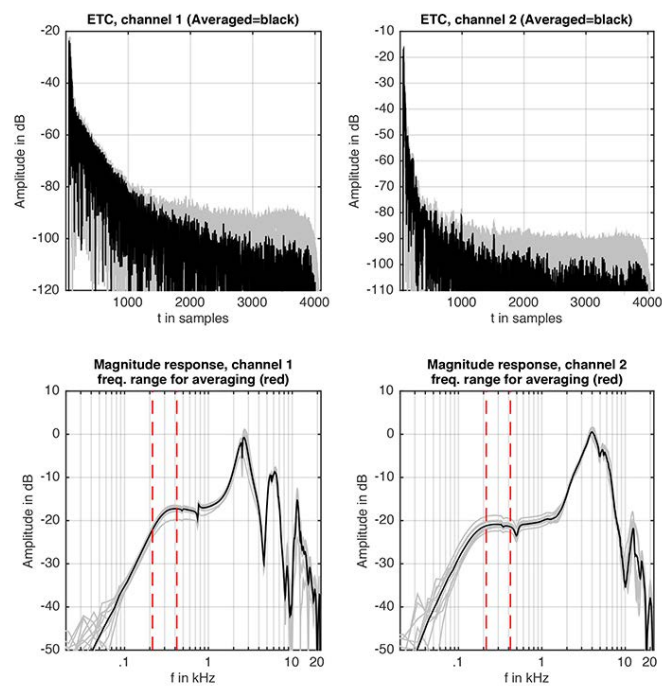 ETC, channel 1 (Averaged=black)
-20
-40
-60
-80
-100
-120
Amplitude in dB
1000 2000 3000 4000
t in samples
ETC, channel 2 (Averaged=black)
-10
-20
-30
-40
-50
-60
-70
-80
-90
-100
-110
Amplitude in dB
1000 2000 3000 4000
t in samples
Magnitude response, channel 1
freq. range for averaging (red)
10
0
-10
-20
-30
-40
-50
Amplitude in dB
.1 1 10 20
f in kHz
Magnitude response, channel 2
freq. range for averaging (red)
10
0
-10
-20
-30
-40
-50
Amplitude in dB
.1 1 10 20
f in kHz